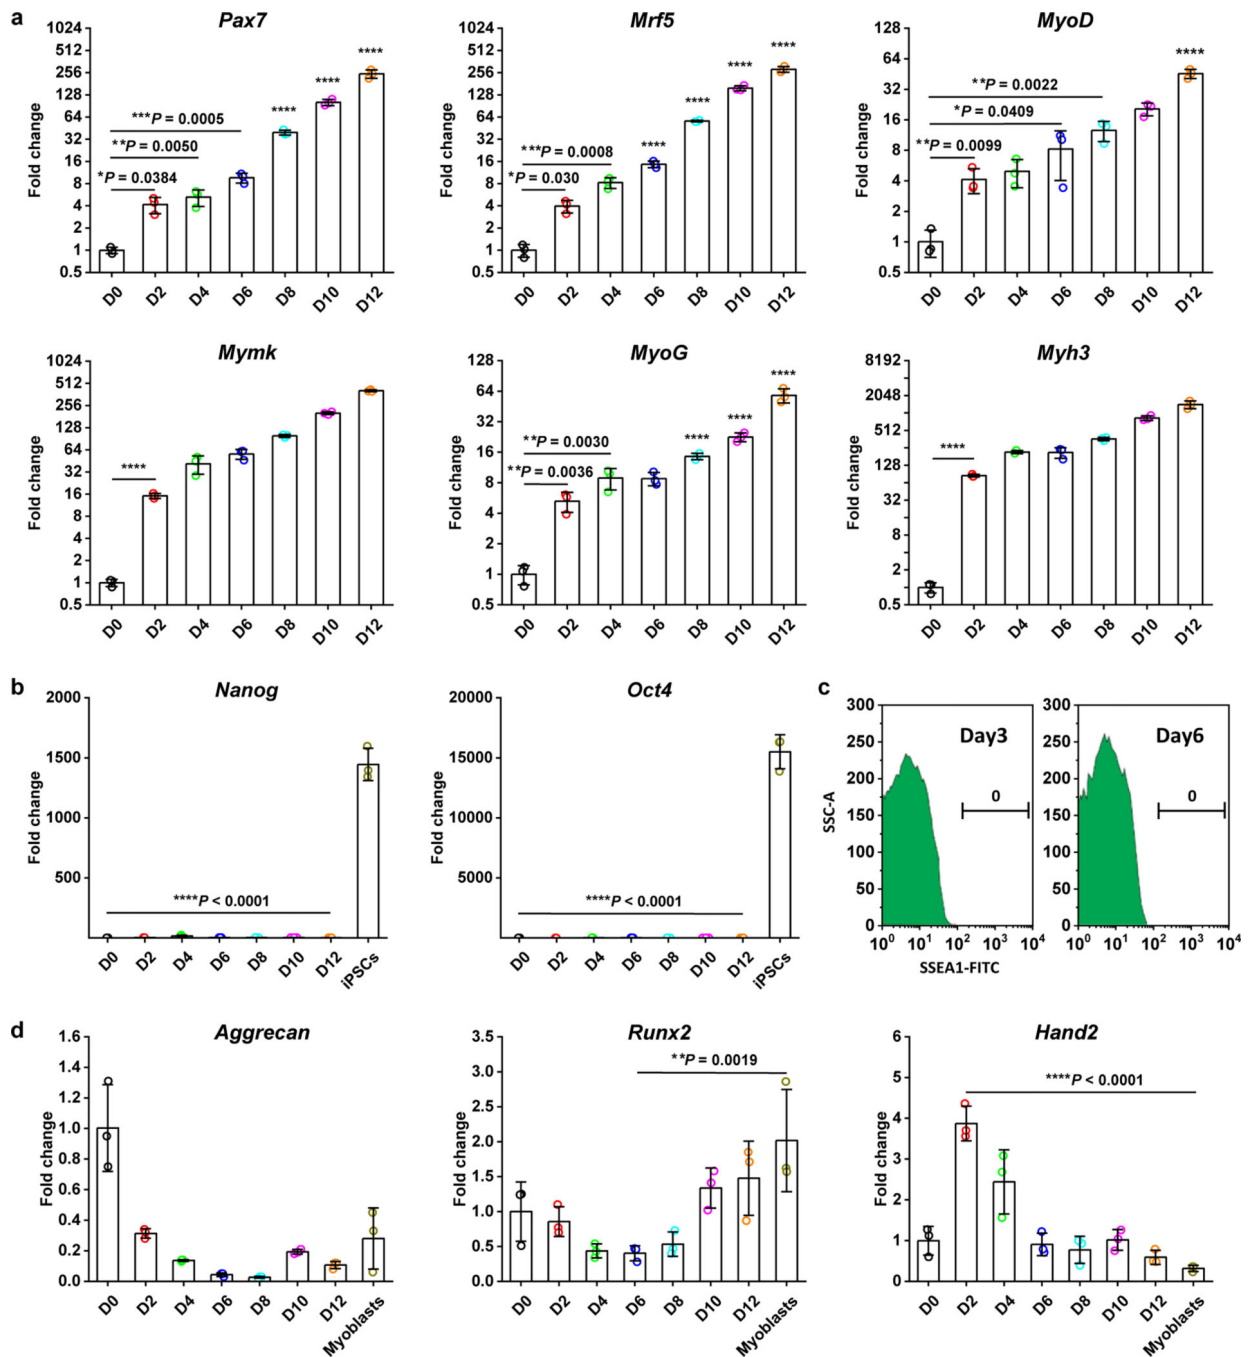 a
Pax7
Fold change
1024
512
256
128
64
32
16
8
4
2
1
0.5
*P = 0.0384
**P = 0.0050
***P = 0.0005
****
****
****
D0 D2 D4 D6 D8 D10 D12
Mrf5
Fold change
1024
512
256
128
64
32
16
8
4
2
1
0.5
*P = 0.030
***P = 0.0008
****
****
****
****
D0 D2 D4 D6 D8 D10 D12
MyoD
Fold change
128
64
32
16
8
4
2
1
0.5
**P = 0.0099
*P = 0.0409
**P = 0.0022
****
D0 D2 D4 D6 D8 D10 D12
Mymk
Fold change
1024
512
256
128
64
32
16
8
4
2
1
0.5
****
D0 D2 D4 D6 D8 D10 D12
MyoG
Fold change
128
64
32
16
8
4
2
1
0.5
**P = 0.0036
**P = 0.0030
****
****
****
D0 D2 D4 D6 D8 D10 D12
Myh3
Fold change
8192
2048
512
128
32
8
2
0.5
****
D0 D2 D4 D6 D8 D10 D12
b
Nanog
Fold change
2000
1500
1000
500
****P < 0.0001
D0 D2 D4 D6 D8 D10 D12 iPSCs
Oct4
Fold change
20000
15000
10000
5000
****P < 0.0001
D0 D2 D4 D6 D8 D10 D12 iPSCs
c
SSC-A
300
250
200
150
100
50
0
Day3
0
10⁰ 10¹ 10² 10³ 10⁴
300
250
200
150
100
50
0
Day6
0
10⁰ 10¹ 10² 10³ 10⁴
SSEA1-FITC
d
Aggrecan
Fold change
1.6
1.4
1.2
1.0
0.8
0.6
0.4
0.2
0.0
D0 D2 D4 D6 D8 D10 D12 Myoblasts
Runx2
Fold change
3.5
3.0
2.5
2.0
1.5
1.0
0.5
0.0
**P = 0.0019
D0 D2 D4 D6 D8 D10 D12 Myoblasts
Hand2
Fold change
6
5
4
3
2
1
0
****P < 0.0001
D0 D2 D4 D6 D8 D10 D12 Myoblasts